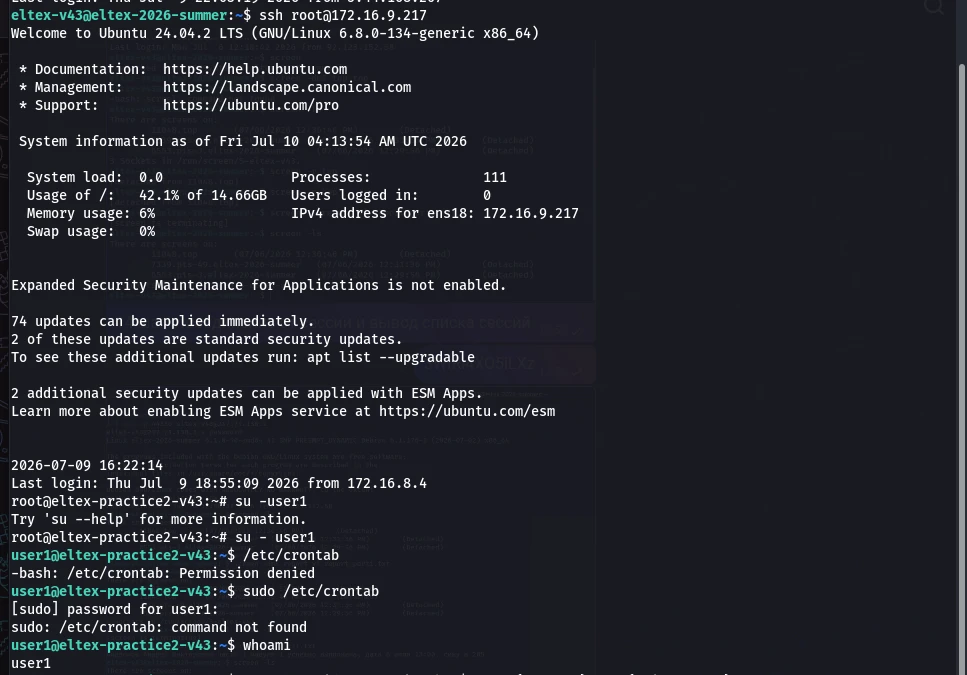 eltex-v43@eltex-2026-summer:~$ ssh root@172.16.9.217
Welcome to Ubuntu 24.04.2 LTS (GNU/Linux 6.8.0-134-generic x86_64)
* Documentation:  https://help.ubuntu.com
* Management:     https://landscape.canonical.com
* Support:        https://ubuntu.com/pro
System information as of Fri Jul 10 04:13:54 AM UTC 2026
System load:  0.0                Processes:              111
Usage of /:   42.1% of 14.66GB   Users logged in:        0
Memory usage: 6%                 IPv4 address for ens18: 172.16.9.217
Swap usage:   0%
Expanded Security Maintenance for Applications is not enabled.
74 updates can be applied immediately.
2 of these updates are standard security updates.
To see these additional updates run: apt list --upgradable
2 additional security updates can be applied with ESM Apps.
Learn more about enabling ESM Apps service at https://ubuntu.com/esm
2026-07-09 16:22:14
Last login: Thu Jul  9 18:55:09 2026 from 172.16.8.4
root@eltex-practice2-v43:~# su -user1
Try 'su --help' for more information.
root@eltex-practice2-v43:~# su - user1
user1@eltex-practice2-v43:~$ /etc/crontab
-bash: /etc/crontab: Permission denied
user1@eltex-practice2-v43:~$ sudo /etc/crontab
[sudo] password for user1:
sudo: /etc/crontab: command not found
user1@eltex-practice2-v43:~$ whoami
user1